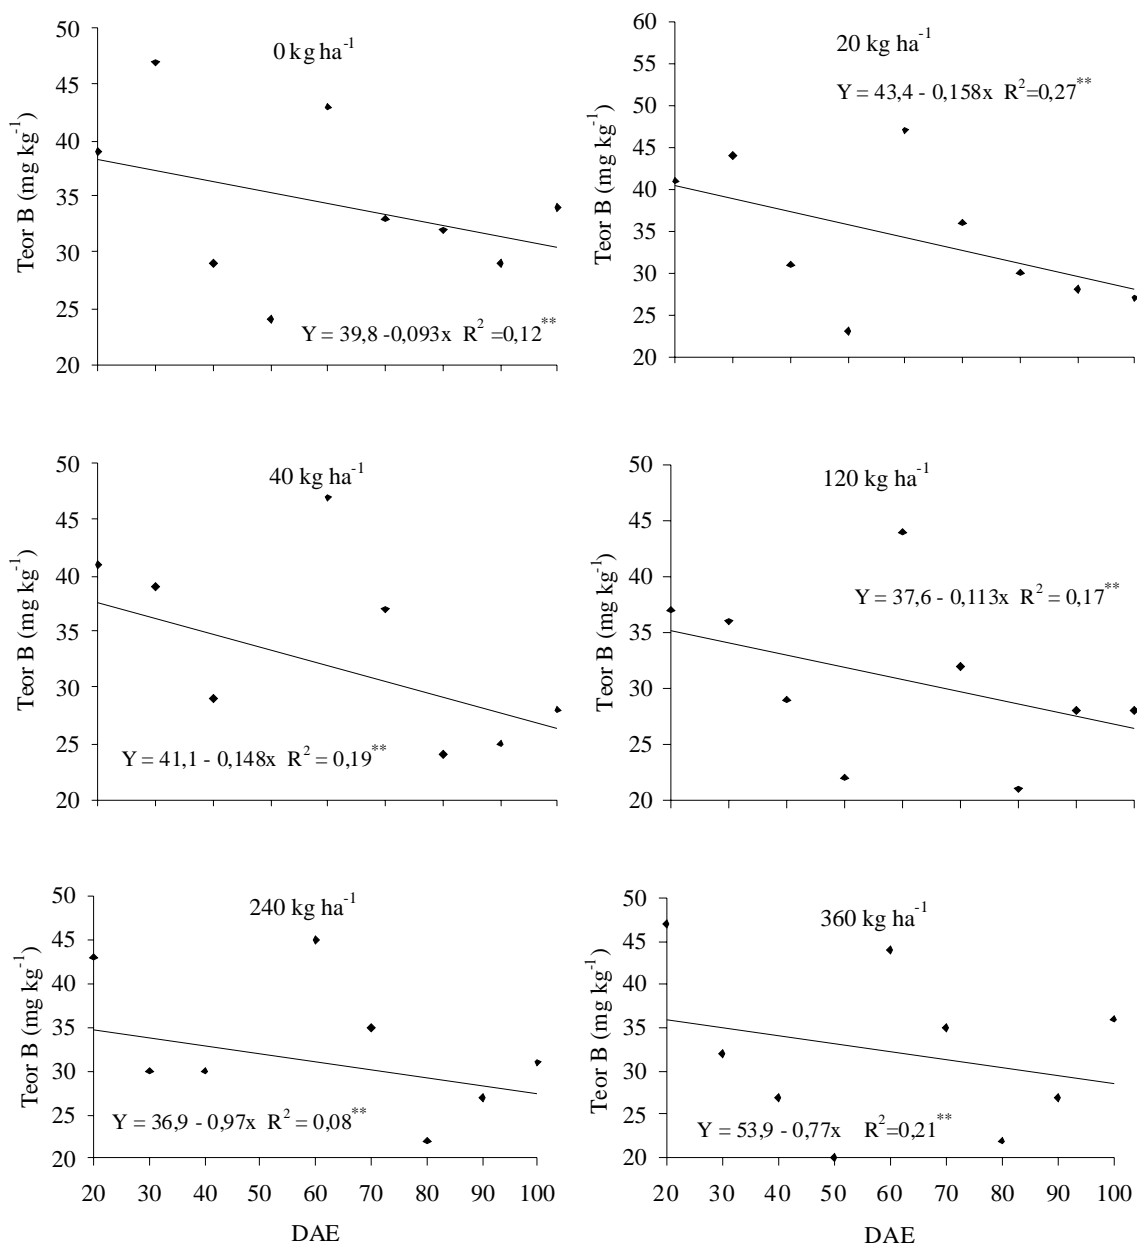 0 kg ha⁻¹
Teor B (mg kg⁻¹)
50
45
40
35
30
25
20
Y = 39,8 -0,093x R² =0,12**
20 kg ha⁻¹
Y = 43,4 - 0,158x R²=0,27**
Teor B (mg kg⁻¹)
60
55
50
45
40
35
30
25
20
40 kg ha⁻¹
Teor B (mg kg⁻¹)
50
45
40
35
30
25
20
Y = 41,1 - 0,148x R² = 0,19**
120 kg ha⁻¹
Teor B (mg kg⁻¹)
50
45
40
35
30
25
20
Y = 37,6 - 0,113x R² = 0,17**
240 kg ha⁻¹
Teor B (mg kg⁻¹)
50
45
40
35
30
25
20
Y = 36,9 - 0,97x R² = 0,08**
20 30 40 50 60 70 80 90 100
DAE
360 kg ha⁻¹
Teor B (mg kg⁻¹)
50
45
40
35
30
25
20
Y = 53,9 - 0,77x R²=0,21**
20 30 40 50 60 70 80 90 100
DAE